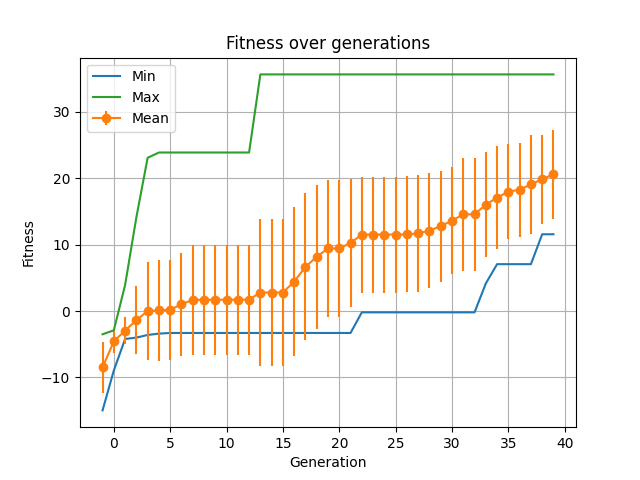 Fitness over generations
Min
Max
Mean
Fitness
30
20
10
0
−10
0 5 10 15 20 25 30 35 40
Generation